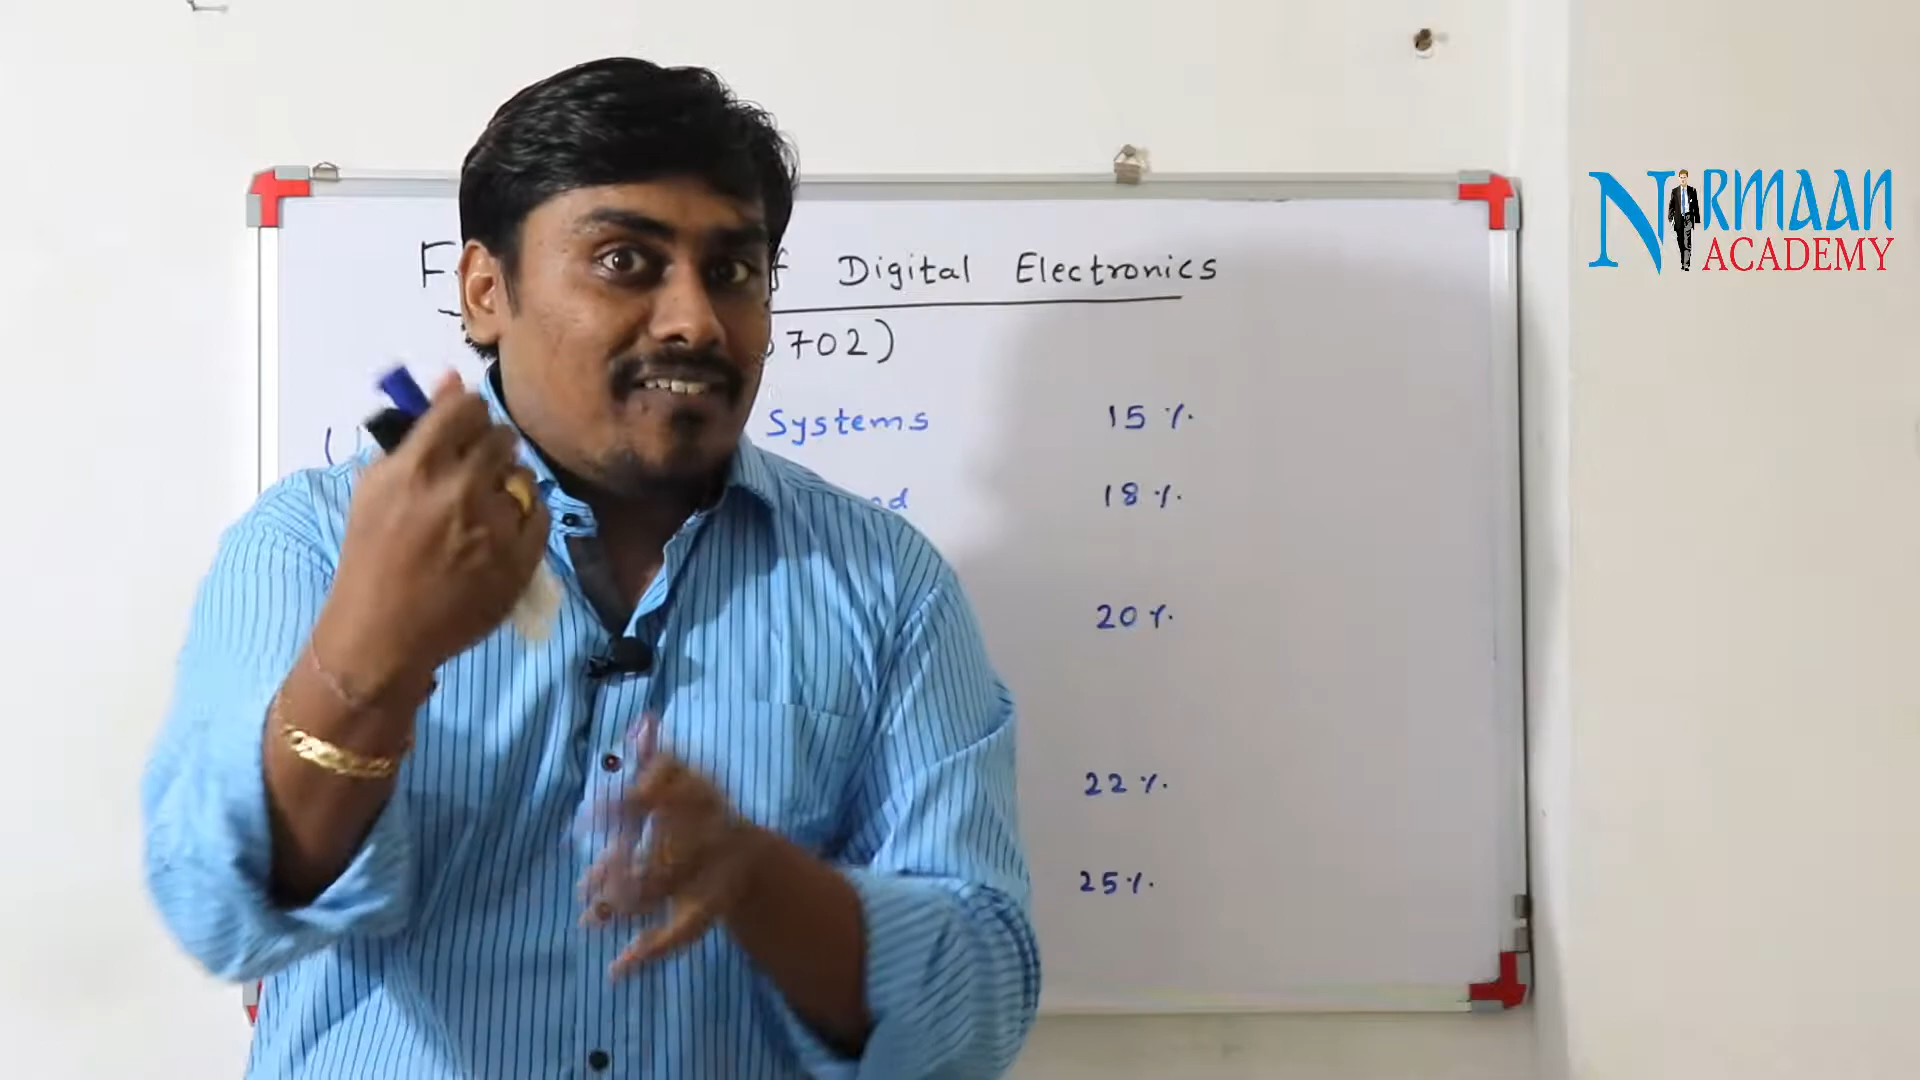 Digital Electronics
702)
Systems 15 %
18 %
20 %
22 %
25 %
NIRMAAN
ACADEMY